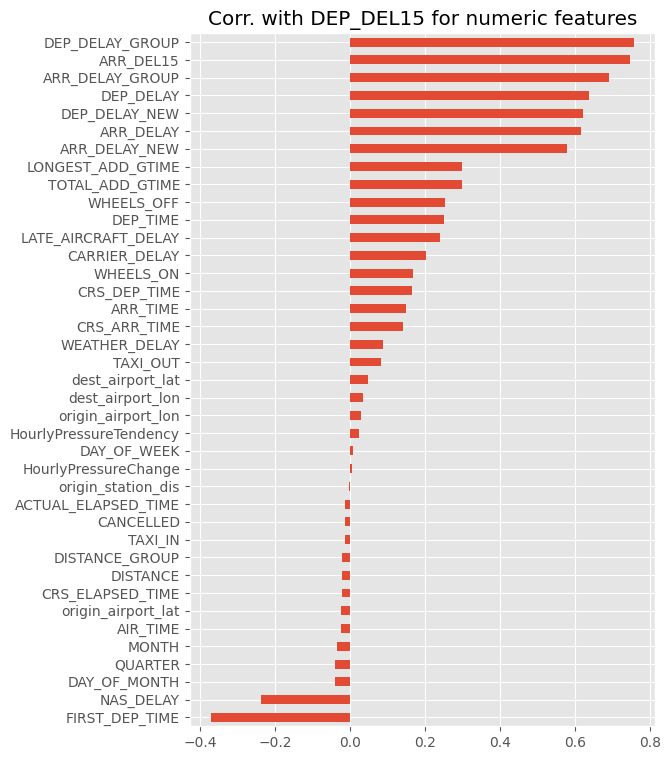 Corr. with DEP_DEL15 for numeric features
DEP_DELAY_GROUP
ARR_DEL15
ARR_DELAY_GROUP
DEP_DELAY
DEP_DELAY_NEW
ARR_DELAY
ARR_DELAY_NEW
LONGEST_ADD_GTIME
TOTAL_ADD_GTIME
WHEELS_OFF
DEP_TIME
LATE_AIRCRAFT_DELAY
CARRIER_DELAY
WHEELS_ON
CRS_DEP_TIME
ARR_TIME
CRS_ARR_TIME
WEATHER_DELAY
TAXI_OUT
dest_airport_lat
dest_airport_lon
origin_airport_lon
HourlyPressureTendency
DAY_OF_WEEK
HourlyPressureChange
origin_station_dis
ACTUAL_ELAPSED_TIME
CANCELLED
TAXI_IN
DISTANCE_GROUP
DISTANCE
CRS_ELAPSED_TIME
origin_airport_lat
AIR_TIME
MONTH
QUARTER
DAY_OF_MONTH
NAS_DELAY
FIRST_DEP_TIME
−0.4 −0.2 0.0 0.2 0.4 0.6 0.8